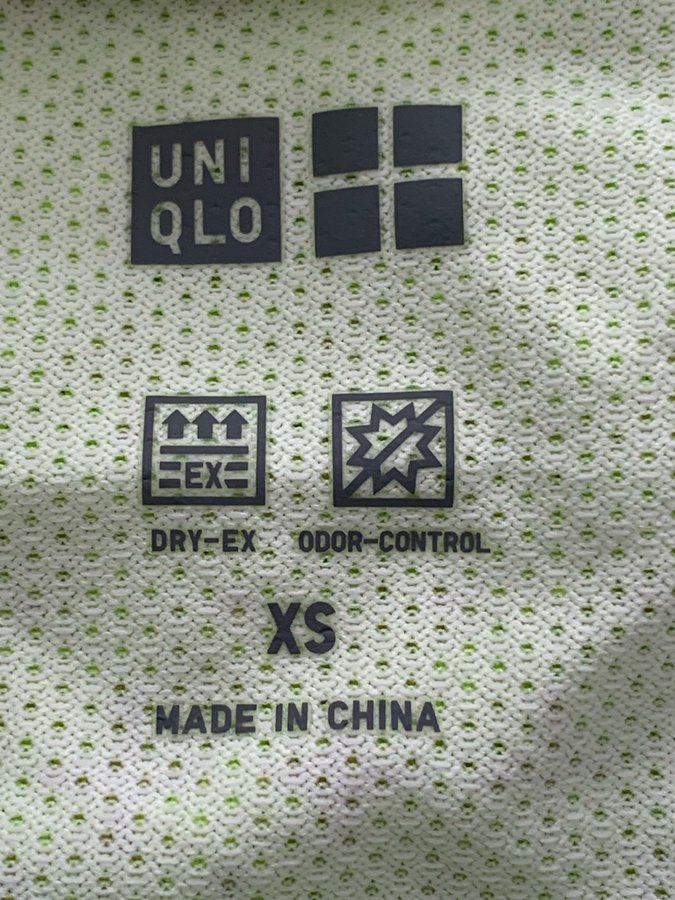 UNI
QLO
=EX=
DRY-EX ODOR-CONTROL
XS
MADE IN CHINA